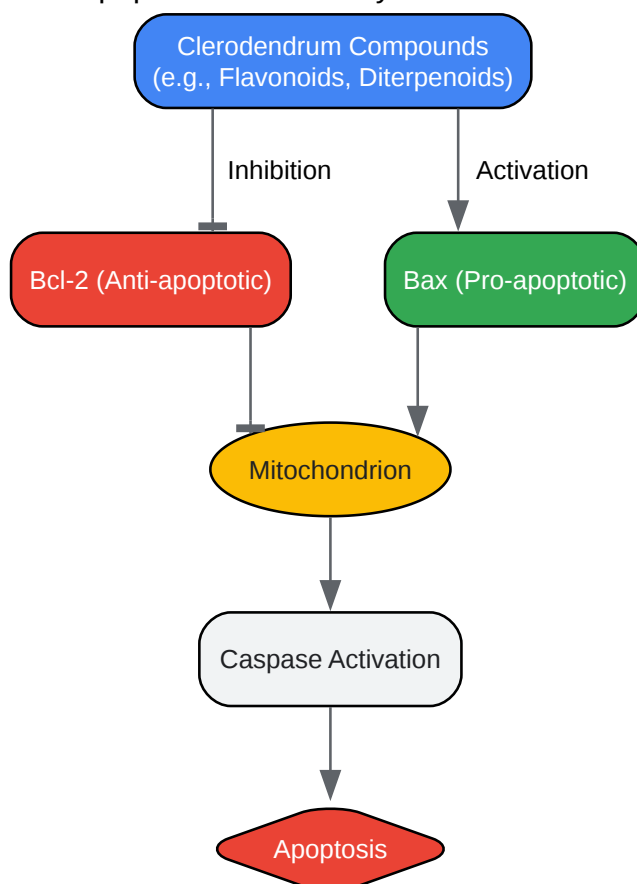 Clerodendrum Compounds
(e.g., Flavonoids, Diterpenoids)
Inhibition
Activation
Bcl-2 (Anti-apoptotic)
Bax (Pro-apoptotic)
Mitochondrion
Caspase Activation
Apoptosis